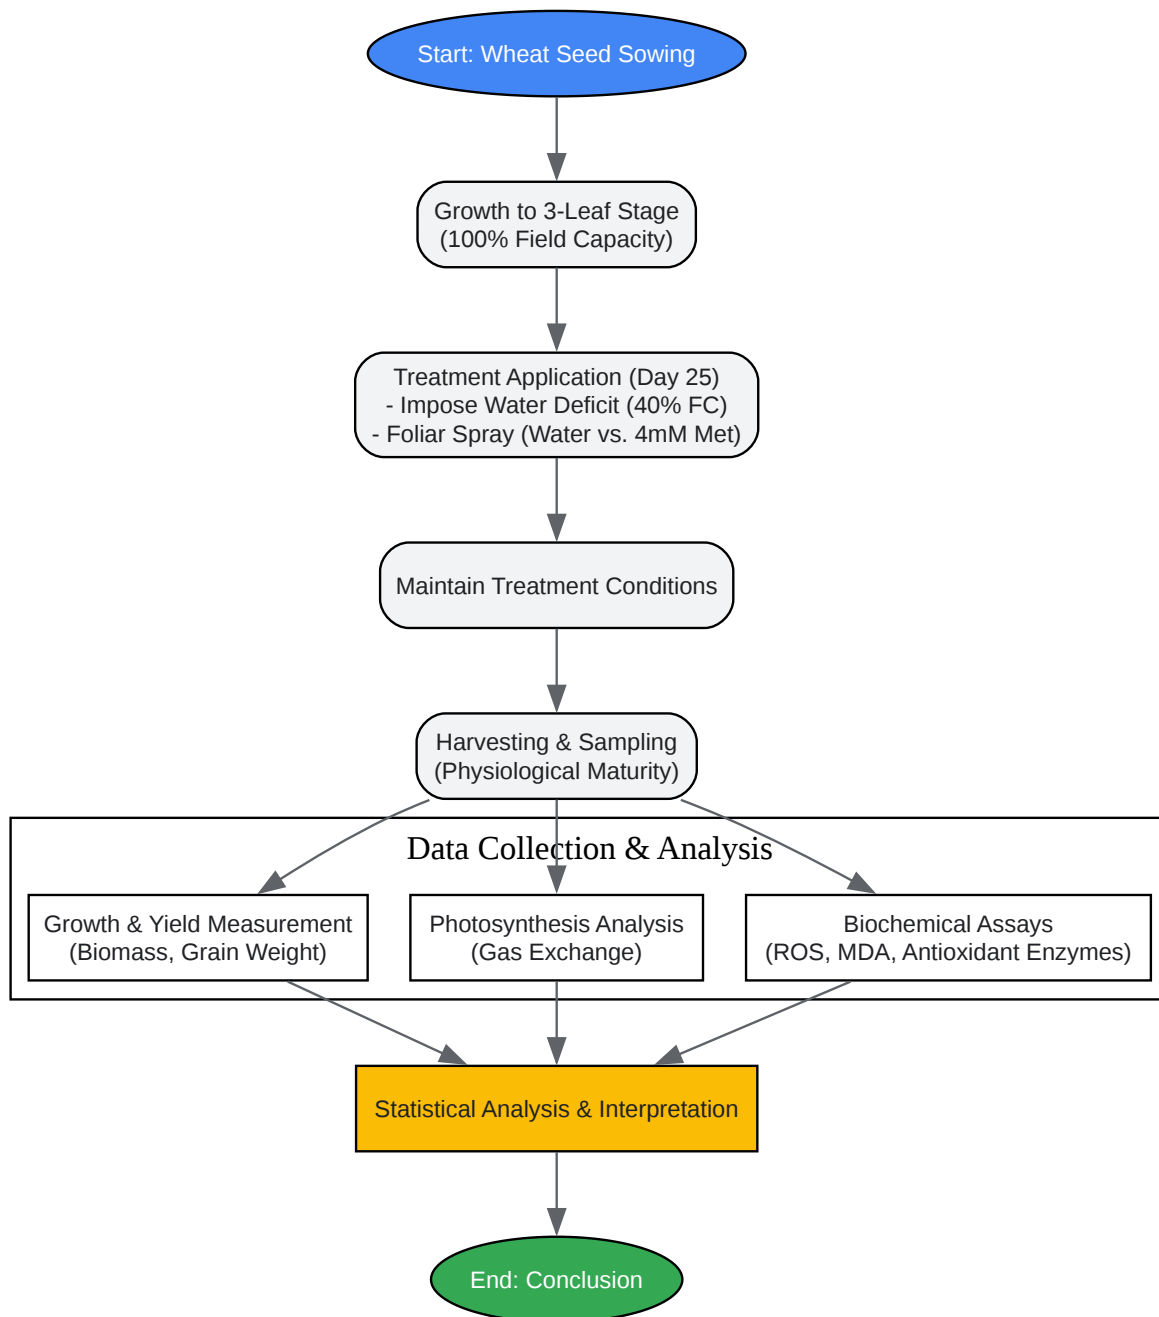 Start: Wheat Seed Sowing
Growth to 3-Leaf Stage
(100% Field Capacity)
Treatment Application (Day 25)
- Impose Water Deficit (40% FC)
- Foliar Spray (Water vs. 4mM Met)
Maintain Treatment Conditions
Harvesting & Sampling
(Physiological Maturity)
Data Collection & Analysis
Growth & Yield Measurement
(Biomass, Grain Weight)
Photosynthesis Analysis
(Gas Exchange)
Biochemical Assays
(ROS, MDA, Antioxidant Enzymes)
Statistical Analysis & Interpretation
End: Conclusion